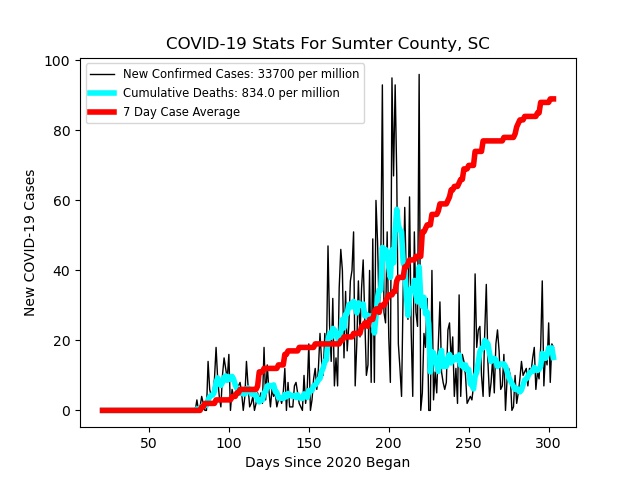 COVID-19 Stats For Sumter County, SC
New Confirmed Cases: 33700 per million
Cumulative Deaths: 834.0 per million
7 Day Case Average
New COVID-19 Cases
100
80
60
40
20
0
50 100 150 200 250 300
Days Since 2020 Began